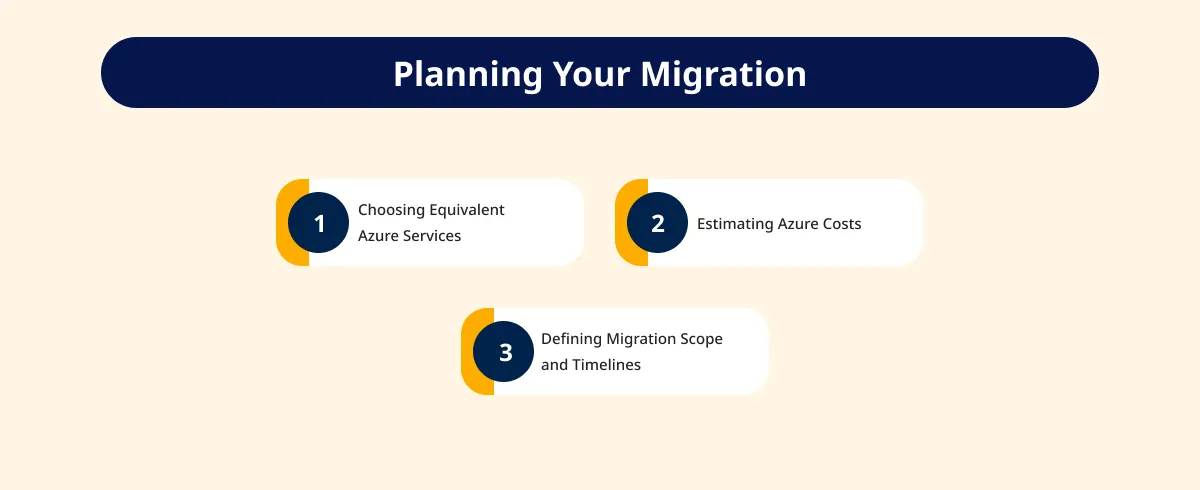 Planning Your Migration
1
Choosing Equivalent
Azure Services
2
Estimating Azure Costs
3
Defining Migration Scope
and Timelines